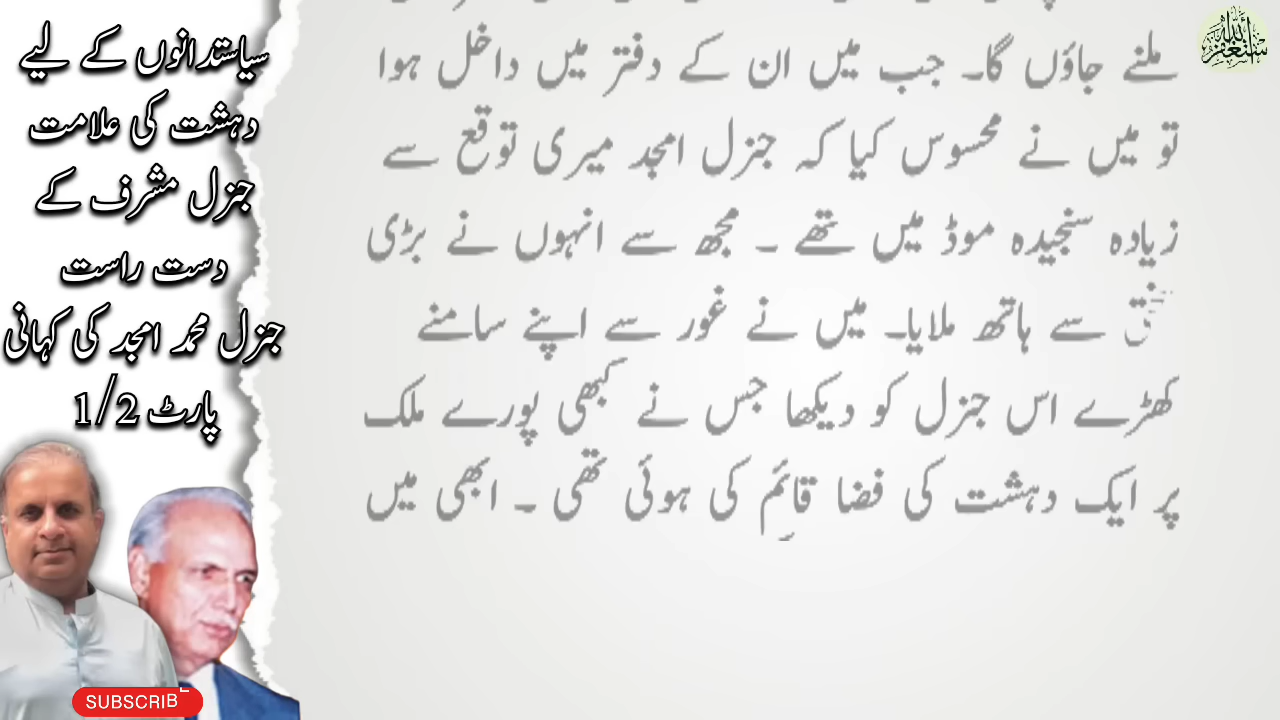 سیاستدانوں کے لیے
دہشت کی علامت
جنرل مشرف کے
دست راست
جنرل محمد امجد کی کہانی
پارٹ 1/2
ملنے جاؤں گا۔ جب میں ان کے دفتر میں داخل ہوا
تو میں نے محسوس کیا کہ جنرل امجد میری توقع سے
زیادہ سنجیدہ موڈ میں تھے ۔ مجھ سے انہوں نے بڑی
سے ہاتھ ملایا۔ میں نے غور سے اپنے سامنے
کھڑے اس جنرل کو دیکھا جس نے کبھی پورے ملک
پر ایک دہشت کی فضا قائم کی ہوئی تھی ۔ ابھی میں
SUBSCRIB